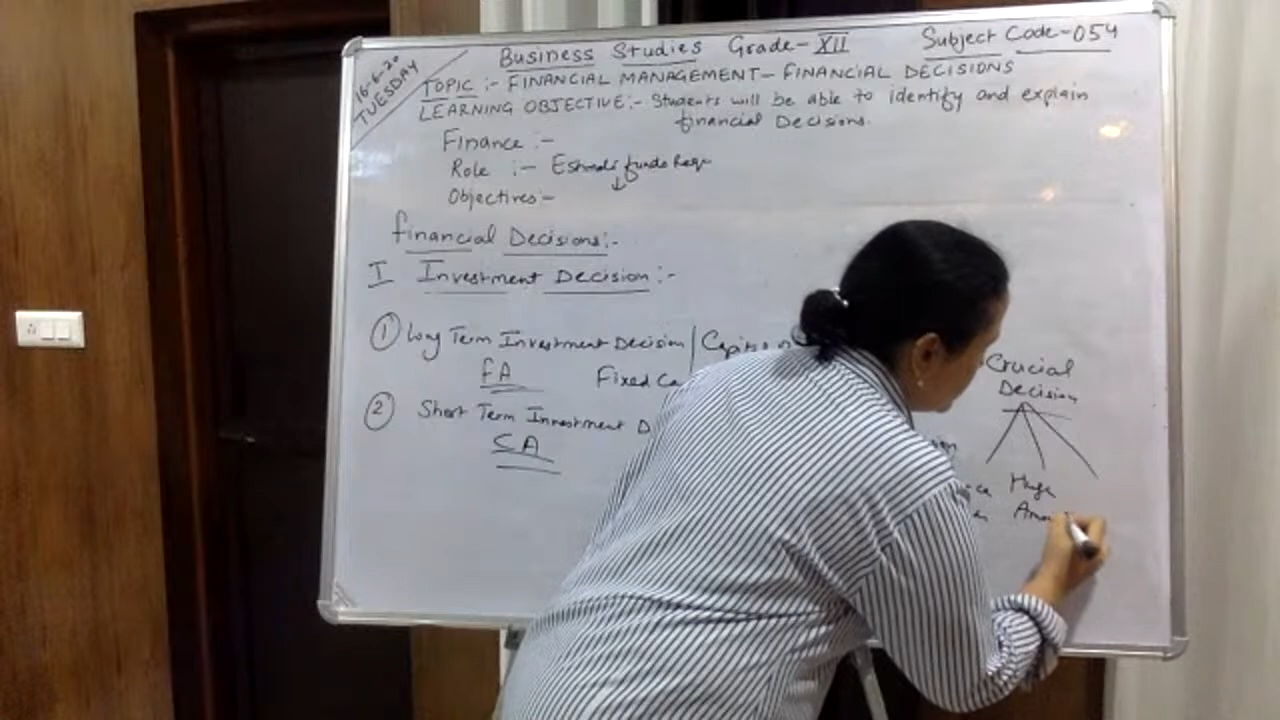 16-6-20
TUESDAY
Business Studies Grade-XII Subject Code-054
TOPIC :- FINANCIAL MANAGEMENT- FINANCIAL DECISIONS
LEARNING OBJECTIVE:- Students will be able to identify and explain
financial Decisions.
Finance :-
Role :- funds
Objectives:-
financial Decisions:-
I Investment Decision:-
① Long Term Investment Decision|
FA Fixed Ca
② Short Term Investment D
CA
Crucial
Decision
Huge